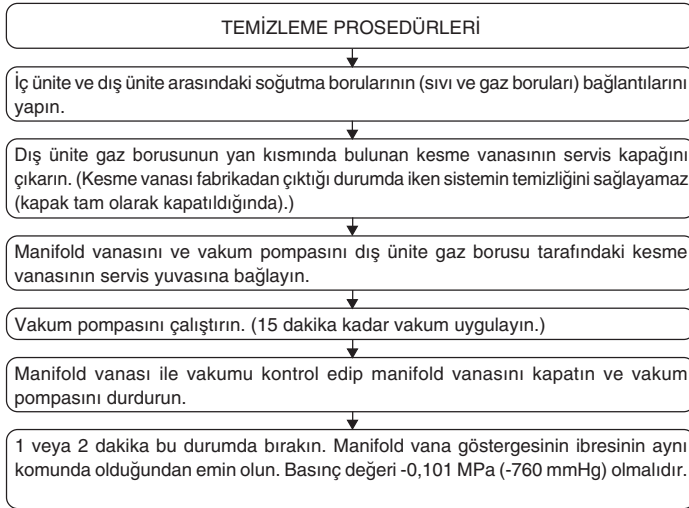 TEMİZLEME PROSEDÜRLERİ
İç ünite ve dış ünite arasındaki soğutma borularının (sıvı ve gaz boruları) bağlantılarını
yapın.
Dış ünite gaz borusunun yan kısmında bulunan kesme vanasının servis kapağını
çıkarın. (Kesme vanası fabrikadan çıktığı durumda iken sistemin temizliğini sağlayamaz
(kapak tam olarak kapatıldığında).)
Manifold vanasını ve vakum pompasını dış ünite gaz borusu tarafındaki kesme
vanasının servis yuvasına bağlayın.
Vakum pompasını çalıştırın. (15 dakika kadar vakum uygulayın.)
Manifold vanası ile vakumu kontrol edip manifold vanasını kapatın ve vakum
pompasını durdurun.
1 veya 2 dakika bu durumda bırakın. Manifold vana göstergesinin ibresinin aynı
komunda olduğundan emin olun. Basınç değeri -0,101 MPa (-760 mmHg) olmalıdır.